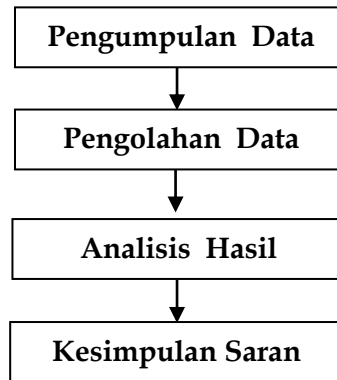 Pengumpulan Data
Pengolahan Data
Analisis Hasil
Kesimpulan Saran